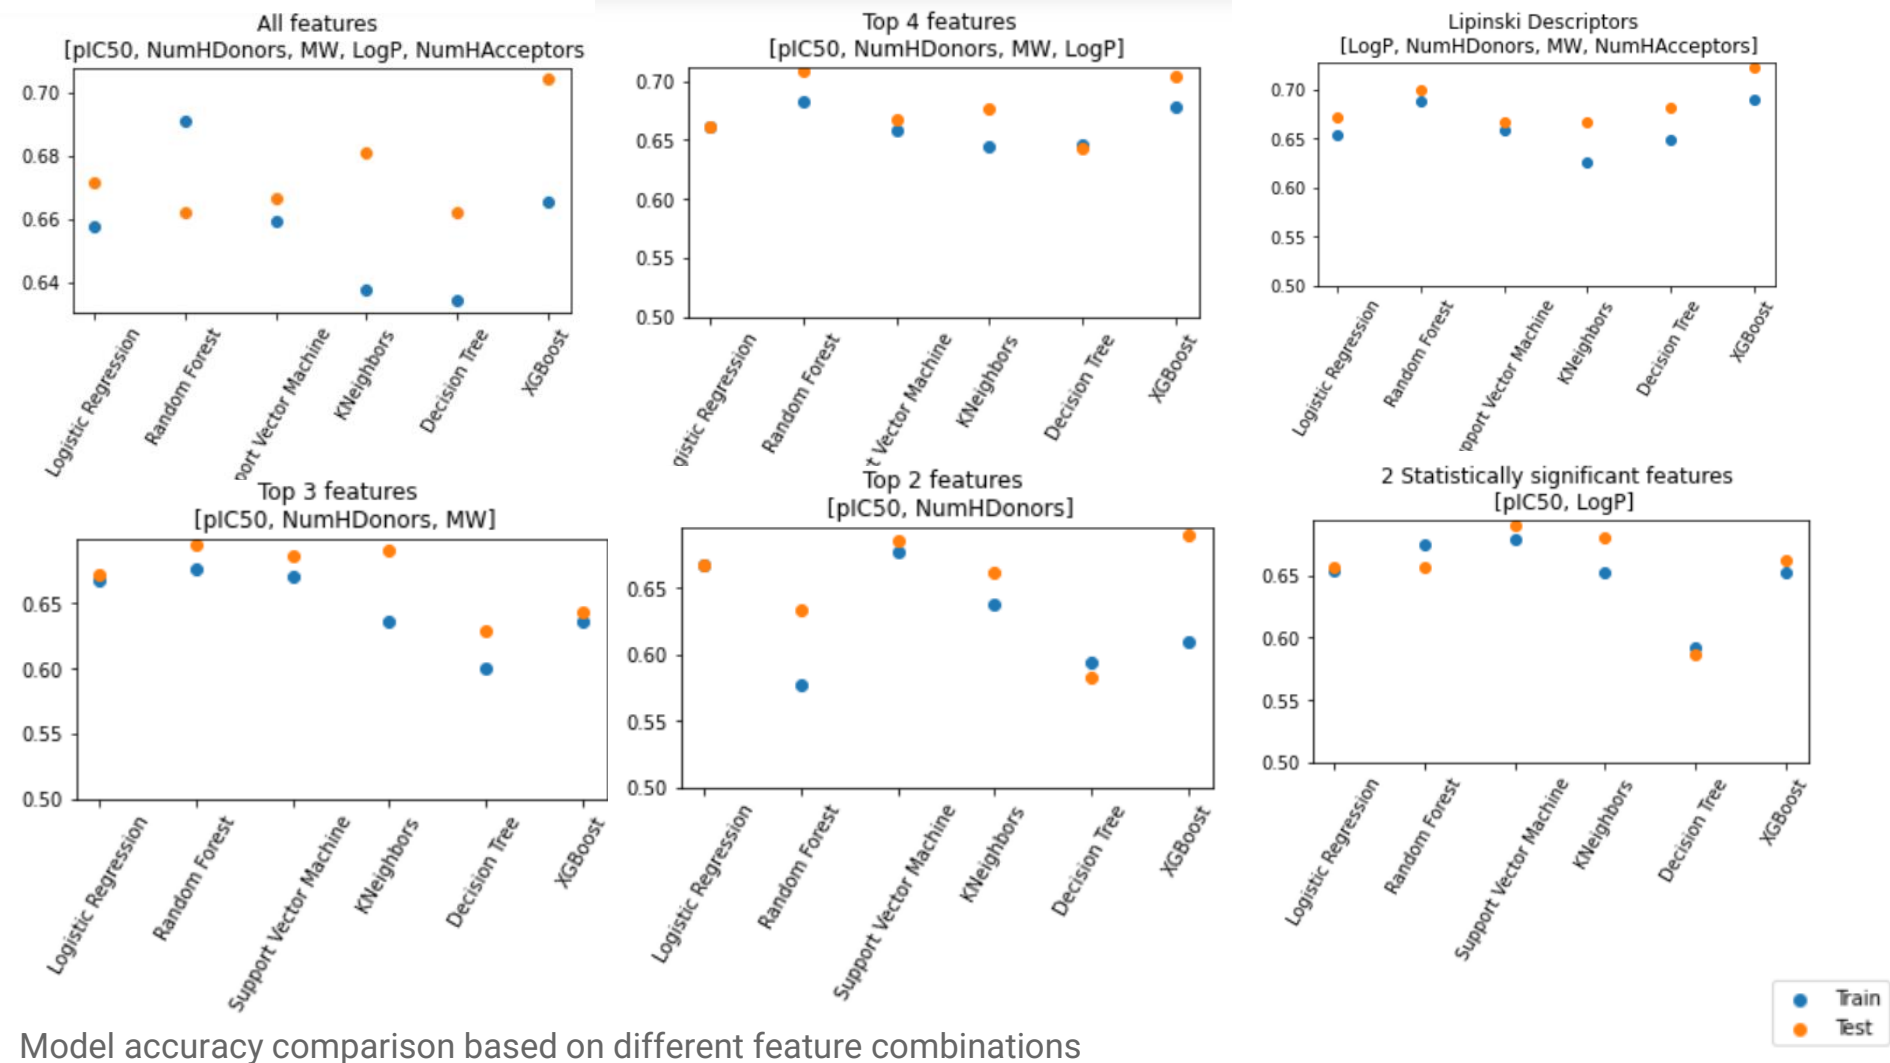 All features
[pIC50, NumHDonors, MW, LogP, NumHAcceptors
0.70
0.68
0.66
0.64
Logistic Regression
Random Forest
port Vector Machine
KNeighbors
Decision Tree
XGBoost
Top 4 features
[pIC50, NumHDonors, MW, LogP]
0.70
0.65
0.60
0.55
0.50
gistic Regression
Random Forest
t Vector Machine
KNeighbors
Decision Tree
XGBoost
Lipinski Descriptors
[LogP, NumHDonors, MW, NumHAcceptors]
0.70
0.65
0.60
0.55
0.50
Logistic Regression
Random Forest
pport Vector Machine
KNeighbors
Decision Tree
XGBoost
Top 3 features
[pIC50, NumHDonors, MW]
0.65
0.60
0.55
0.50
Logistic Regression
Random Forest
Support Vector Machine
KNeighbors
Decision Tree
XGBoost
Top 2 features
[pIC50, NumHDonors]
0.65
0.60
0.55
0.50
Logistic Regression
Random Forest
Support Vector Machine
KNeighbors
Decision Tree
XGBoost
2 Statistically significant features
[pIC50, LogP]
0.65
0.60
0.55
0.50
Logistic Regression
Random Forest
Support Vector Machine
KNeighbors
Decision Tree
XGBoost
Train
Test
Model accuracy comparison based on different feature combinations